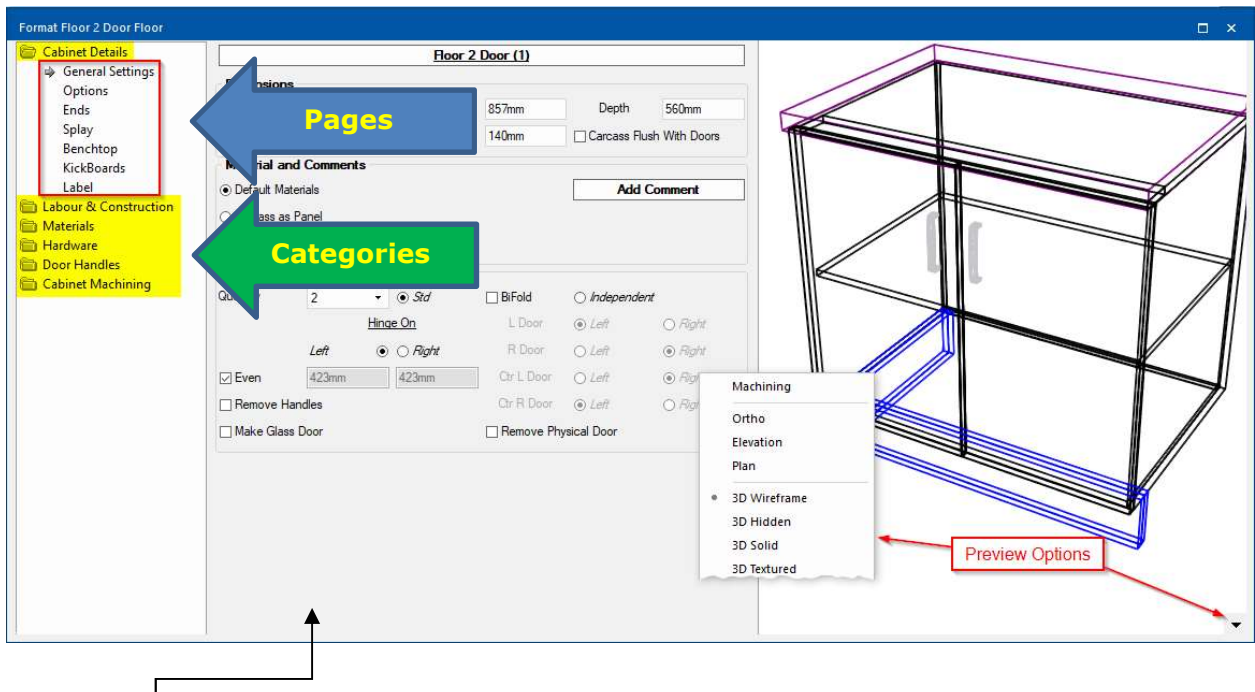 Format Floor 2 Door Floor
Cabinet Details
General Settings
Options
Ends
Splay
Benchtop
KickBoards
Label
Labour & Construction
Materials
Hardware
Door Handles
Cabinet Machining
Pages
Categories
Floor 2 Door (1)
857mm Depth 560mm
140mm Carcass Flush With Doors
and Comments
Default Materials Add Comment
as Panel
2 Std BiFold Independent
Hinge On L Door Left Right
Left Right R Door Left Right
Even 423mm 423mm Ctr L Door Left
Remove Handles Ctr R Door Left
Make Glass Door Remove Physical Door
Machining
Ortho
Elevation
Plan
3D Wireframe
3D Hidden
3D Solid
3D Textured
Preview Options